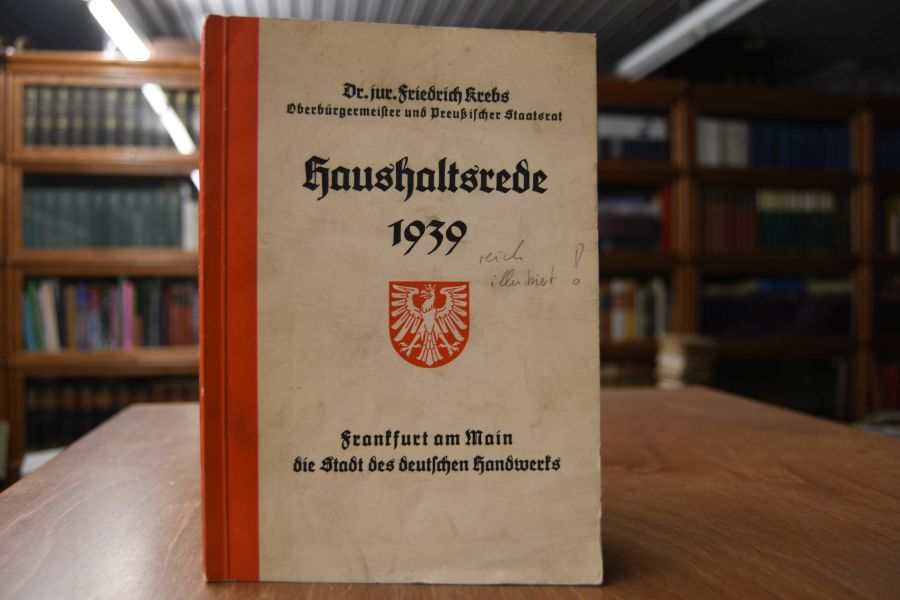 Dr. jur. Friedrich Krebs
Oberbürgermeister und Preußischer Staatsrat
Haushaltsrede
1939
reich
illustriert !
Frankfurt am Main
die Stadt des deutschen Handwerks